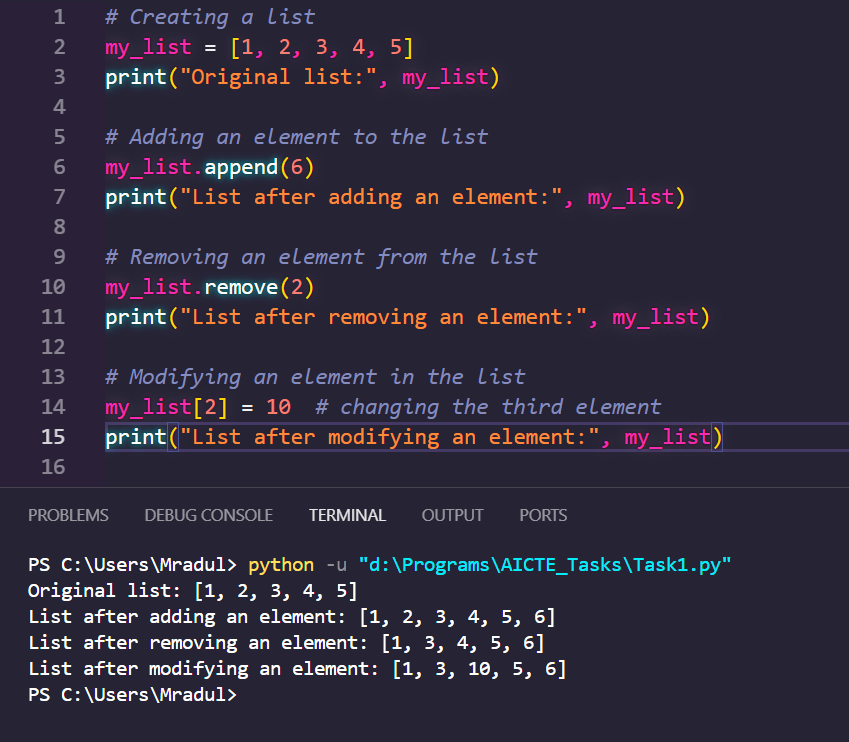 1 # Creating a list
2 my_list = [1, 2, 3, 4, 5]
3 print("Original list:", my_list)
4
5 # Adding an element to the list
6 my_list.append(6)
7 print("List after adding an element:", my_list)
8
9 # Removing an element from the list
10 my_list.remove(2)
11 print("List after removing an element:", my_list)
12
13 # Modifying an element in the list
14 my_list[2] = 10  # changing the third element
15 print("List after modifying an element:", my_list)
16
PROBLEMS DEBUG CONSOLE TERMINAL OUTPUT PORTS
PS C:\Users\Mradul> python -u "d:\Programs\AICTE_Tasks\Task1.py"
Original list: [1, 2, 3, 4, 5]
List after adding an element: [1, 2, 3, 4, 5, 6]
List after removing an element: [1, 3, 4, 5, 6]
List after modifying an element: [1, 3, 10, 5, 6]
PS C:\Users\Mradul>